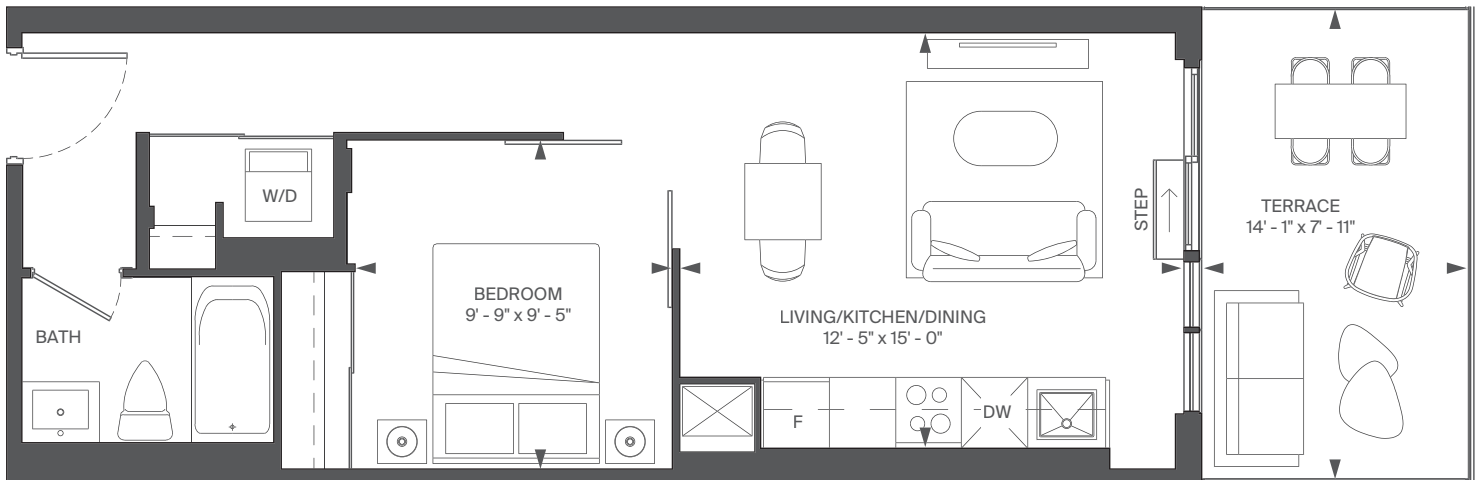 W/D
STEP
TERRACE
14' - 1" x 7' - 11"
BEDROOM
9' - 9" x 9' - 5"
LIVING/KITCHEN/DINING
12' - 5" x 15' - 0"
BATH
F
DW